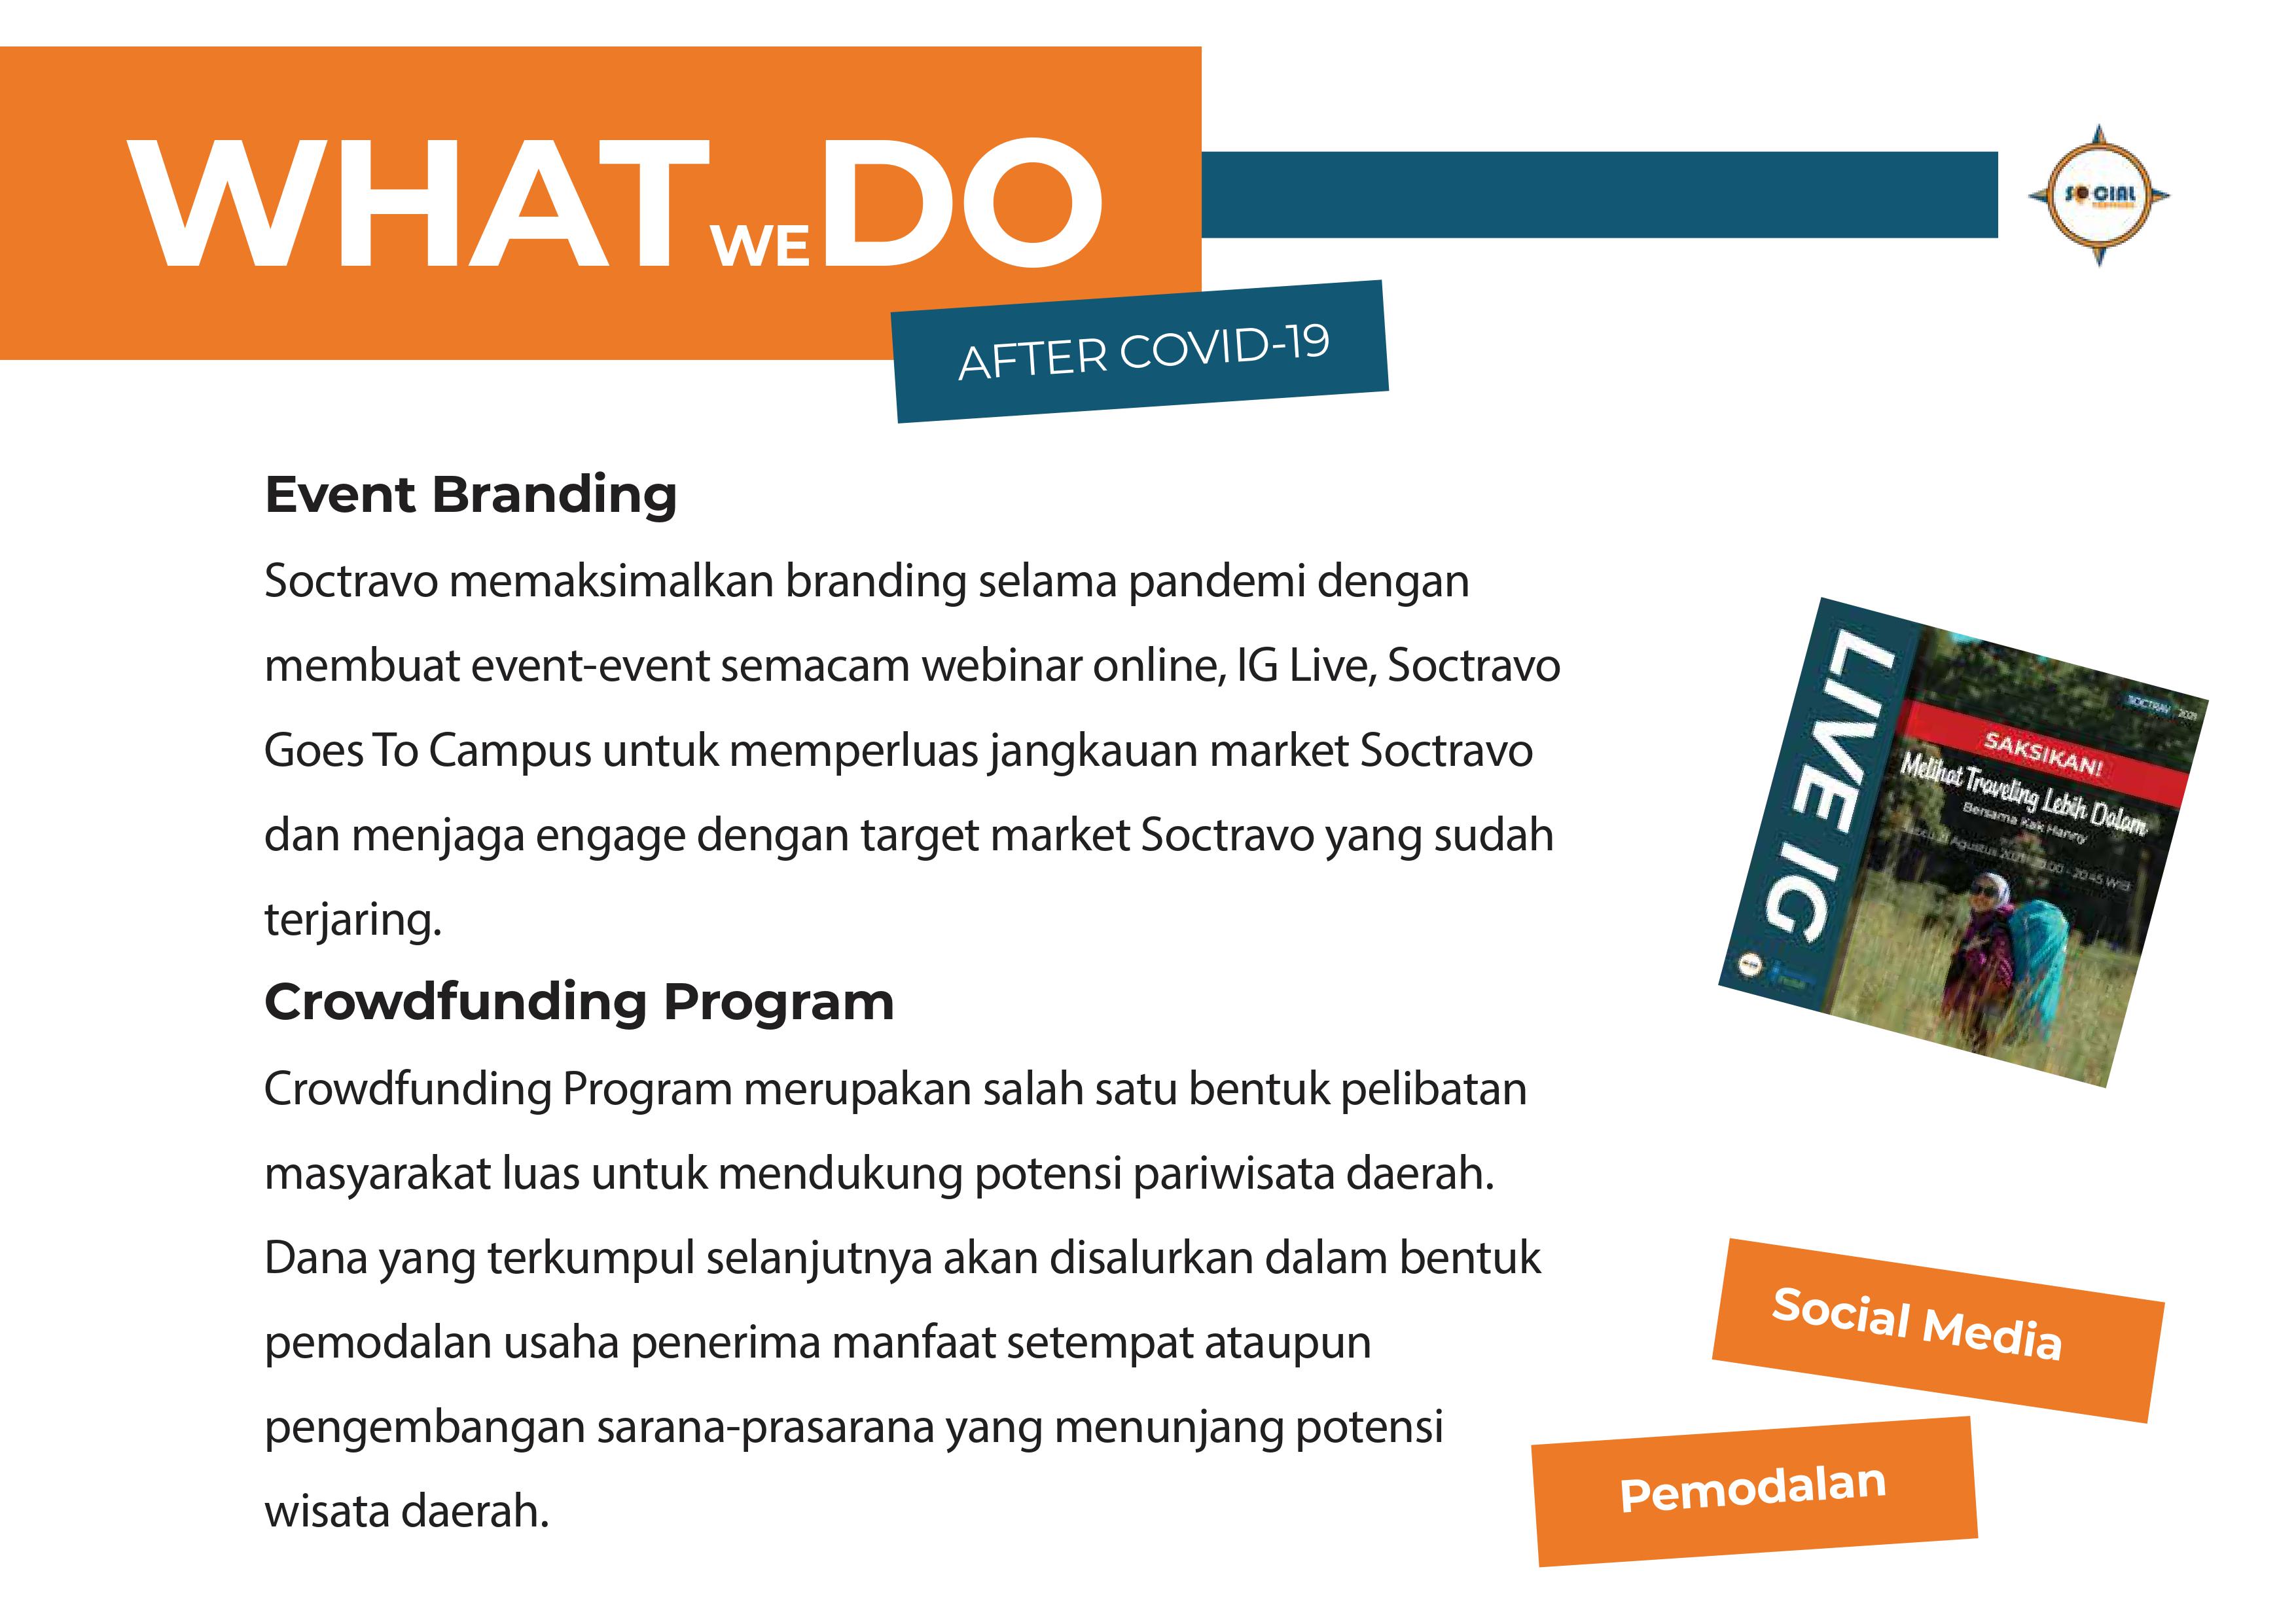 WHAT WE DO
AFTER COVID-19
SOCIAL
Event Branding
Soctravo memaksimalkan branding selama pandemi dengan
membuat event-event semacam webinar online, IG Live, Soctravo
Goes To Campus untuk memperluas jangkauan market Soctravo
dan menjaga engage dengan target market Soctravo yang sudah
terjaring.
Crowdfunding Program
Crowdfunding Program merupakan salah satu bentuk pelibatan
masyarakat luas untuk mendukung potensi pariwisata daerah.
Dana yang terkumpul selanjutnya akan disalurkan dalam bentuk
pemodalan usaha penerima manfaat setempat ataupun
pengembangan sarana-prasarana yang menunjang potensi
wisata daerah.
LIVE IG
SOCTRAV 2021
SAKSIKAN!
Melihat Traveling Lebih Dalam
Bersama Kak Hanny
21 Agustus 2021 - 20:45 WIB
Social Media
Pemodalan